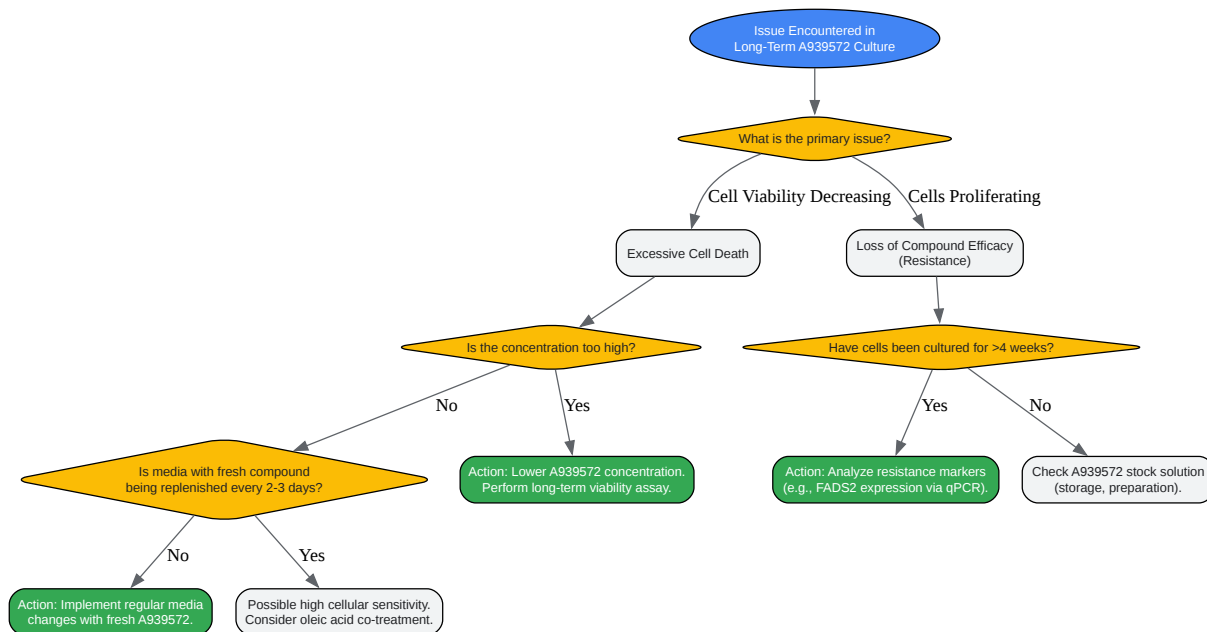 Issue Encountered in
Long-Term A939572 Culture
What is the primary issue?
Cell Viability Decreasing
Cells Proliferating
Excessive Cell Death
Loss of Compound Efficacy
(Resistance)
Is the concentration too high?
Have cells been cultured for >4 weeks?
No
Yes
Yes
No
Is media with fresh compound
being replenished every 2-3 days?
Action: Lower A939572 concentration.
Perform long-term viability assay.
Action: Analyze resistance markers
(e.g., FADS2 expression via qPCR).
Check A939572 stock solution
(storage, preparation).
No
Yes
Action: Implement regular media
changes with fresh A939572.
Possible high cellular sensitivity.
Consider oleic acid co-treatment.